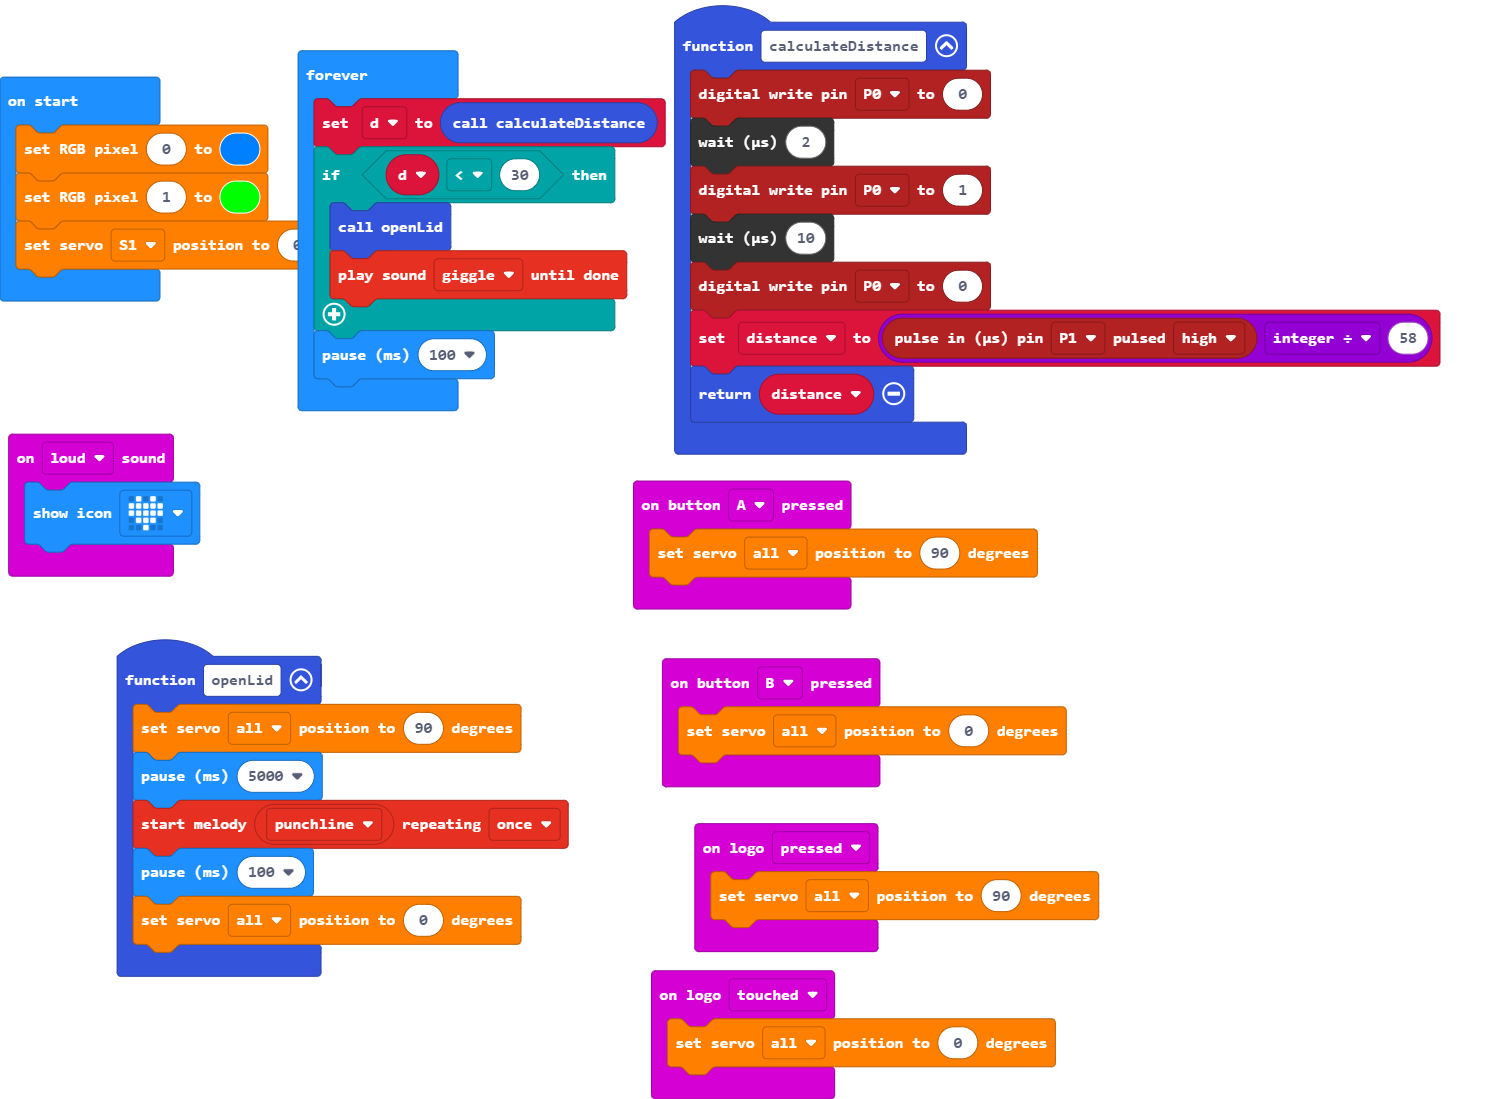 on start
set RGB pixel 0 to
set RGB pixel 1 to
set servo S1 position to
forever
set d to call calculateDistance
if d < 30 then
call openLid
play sound giggle until done
pause (ms) 100
function calculateDistance
digital write pin P0 to 0
wait (µs) 2
digital write pin P0 to 1
wait (µs) 10
digital write pin P0 to 0
set distance to pulse in (µs) pin P1 pulsed high integer ÷ 58
return distance
on loud sound
show icon
on button A pressed
set servo all position to 90 degrees
function openLid
set servo all position to 90 degrees
pause (ms) 5000
start melody punchline repeating once
pause (ms) 100
set servo all position to 0 degrees
on button B pressed
set servo all position to 0 degrees
on logo pressed
set servo all position to 90 degrees
on logo touched
set servo all position to 0 degrees